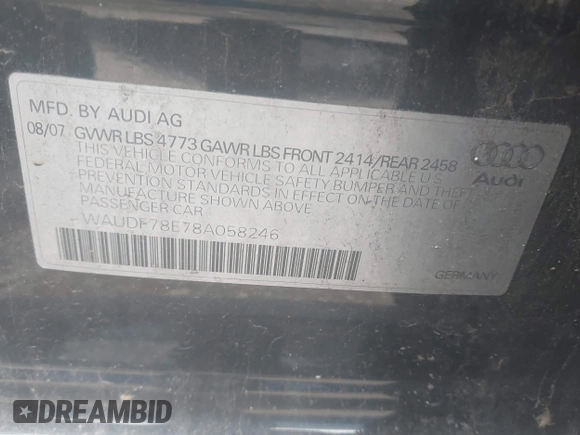 MFD. BY AUDI AG
08/07 GVWR LBS 4773 GAWR LBS FRONT 2414/REAR 2458
THIS VEHICLE CONFORMS TO ALL APPLICABLE U.S.
FEDERAL MOTOR VEHICLE SAFETY BUMPER AND THEFT
PREVENTION STANDARDS IN EFFECT ON THE DATE OF
MANUFACTURE SHOWN ABOVE
PASSENGER CAR
WAUDF78E78A058246
Audi
GERMANY
DREAMBID